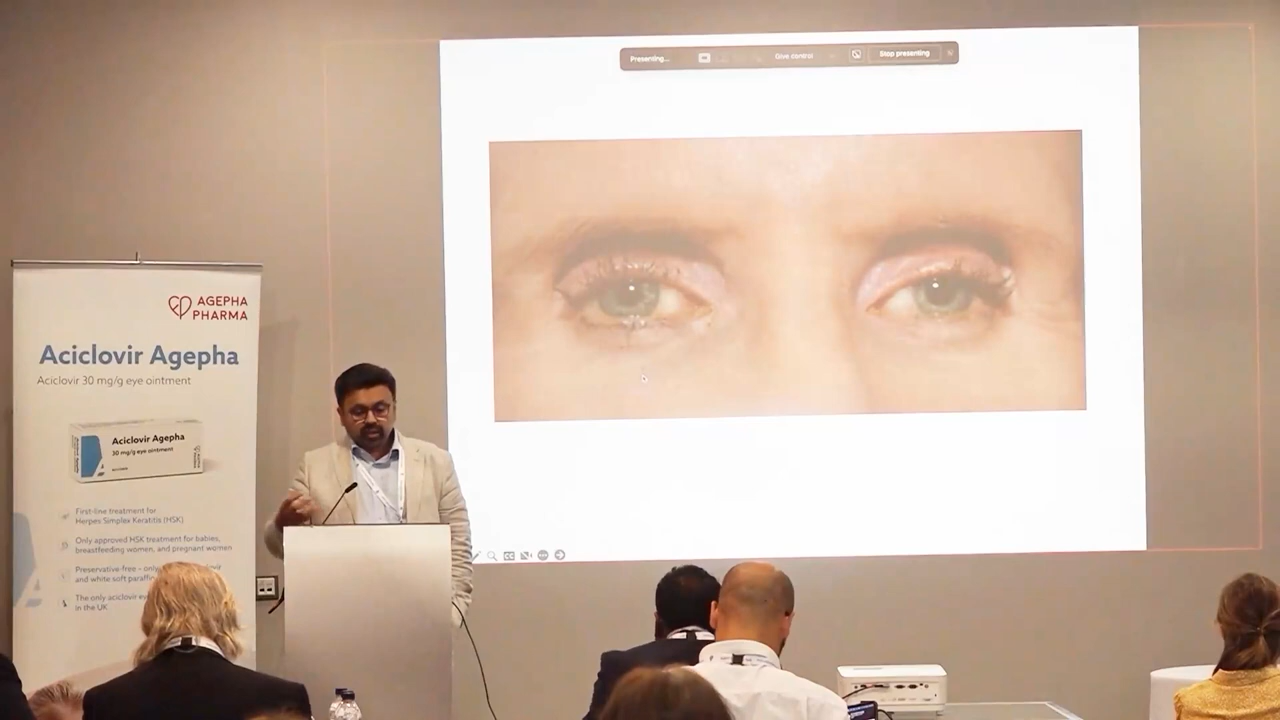 Presenting...
Give control
Stop presenting
AGEPHA
PHARMA
Aciclovir Agepha
Aciclovir 30 mg/g eye ointment
Aciclovir Agepha
30 mg/g eye ointment
First-line treatment for
Herpes Simplex Keratitis (HSK)
Only approved HSK treatment for babies,
breastfeeding women, and pregnant women
Preservative-free – only
and white soft paraffin
The only aciclovir
in the UK